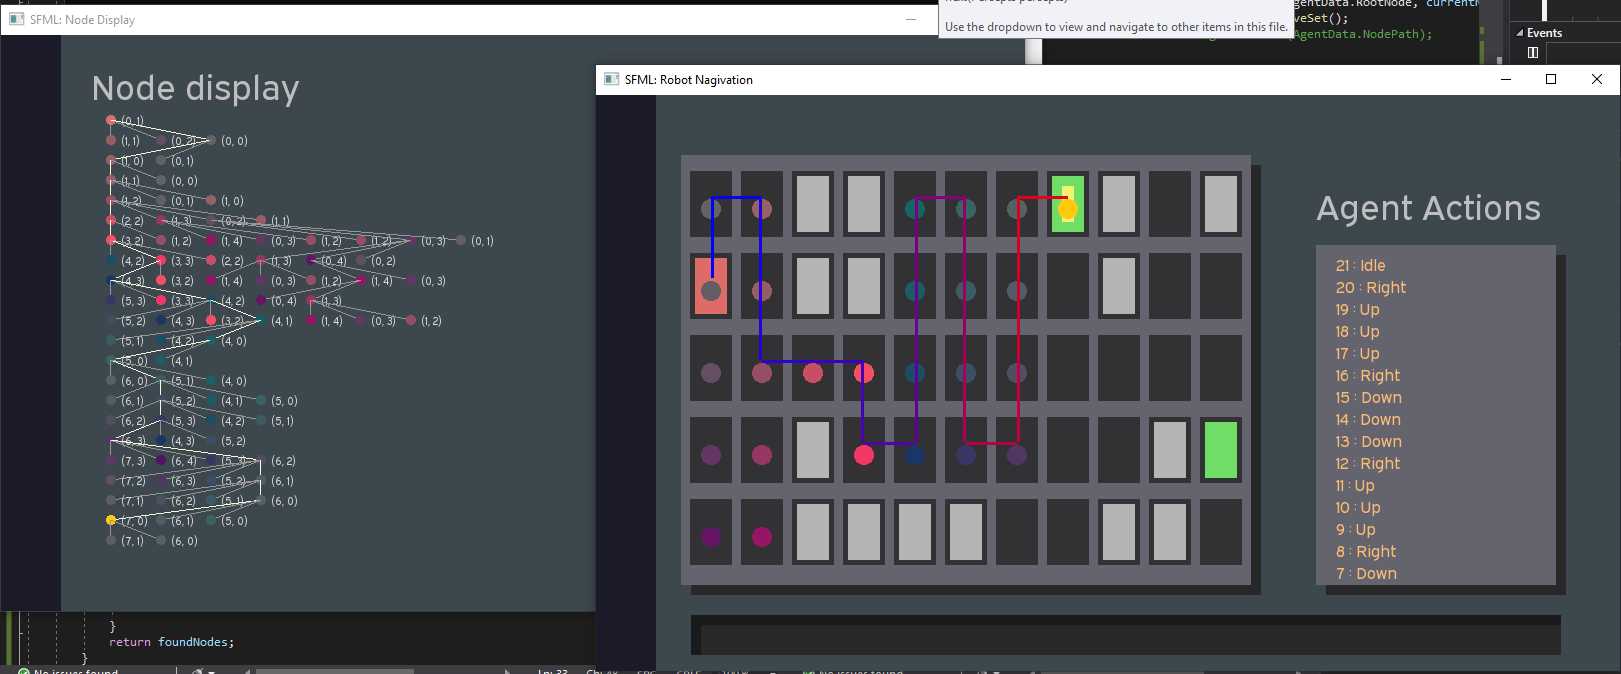 SFML: Node Display
Use the dropdown to view and navigate to other items in this file.
gentData.RootNode,
veSet();
AgentData.NodePath);
Events
SFML: Robot Nagivation
Node display
(0, 1)
(1, 1) (0, 2) (0, 0)
(1, 0) (0, 1)
(1, 1) (0, 0)
(1, 2) (0, 1) (1, 0)
(2, 2) (1, 3) (0, 2) (1, 1)
(3, 2) (1, 2) (1, 4) (0, 3) (1, 2) (1, 2) (0, 3) (0, 1)
(4, 2) (3, 3) (2, 2) (1, 3) (0, 4) (0, 2)
(4, 3) (3, 2) (1, 4) (0, 3) (1, 2) (1, 4) (0, 3)
(5, 3) (3, 3) (4, 2) (0, 4) (1, 3)
(5, 2) (4, 3) (3, 2) (4, 1) (1, 4) (0, 3) (1, 2)
(5, 1) (4, 2) (4, 0)
(5, 0) (4, 1)
(6, 0) (5, 1) (4, 0)
(6, 1) (5, 2) (4, 1) (5, 0)
(6, 2) (5, 3) (4, 2) (5, 1)
(6, 3) (4, 3) (5, 2)
(7, 3) (6, 4) (5, 3) (6, 2)
(7, 2) (6, 3) (5, 2) (6, 1)
(7, 1) (6, 2) (5, 1) (6, 0)
(7, 0) (6, 1) (5, 0)
(7, 1) (6, 0)
Agent Actions
21 : Idle
20 : Right
19 : Up
18 : Up
17 : Up
16 : Right
15 : Down
14 : Down
13 : Down
12 : Right
11 : Up
10 : Up
9 : Up
8 : Right
7 : Down
}
return foundNodes;
}